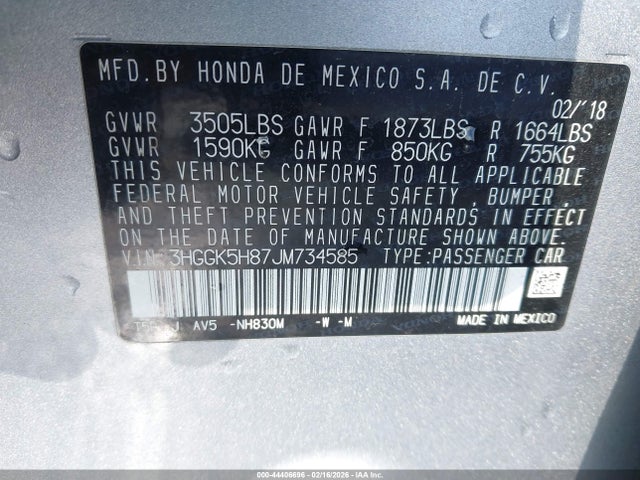 MFD.BY HONDA DE MEXICO S.A. DE C.V.
02/'18
GVWR 3505LBS GAWR F 1873LBS R 1664LBS
GVWR 1590KG GAWR F 850KG R 755KG
THIS VEHICLE CONFORMS TO ALL APPLICABLE
FEDERAL MOTOR VEHICLE SAFETY, BUMPER,
AND THEFT PREVENTION STANDARDS IN EFFECT
ON THE DATE OF MANUFACTURE SHOWN ABOVE.
V.I.N. 3HGGK5H87JM734585 TYPE:PASSENGER CAR
AV5 -NH830M -W -M
MADE IN MEXICO
000-44406696 - 02/16/2026 - IAAI.COM